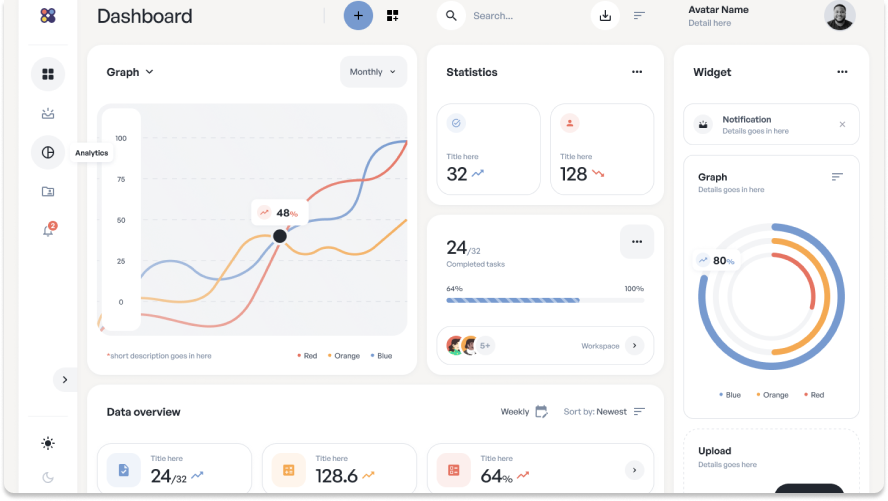 Dashboard
Search...
Avatar Name
Detail here
Graph
Monthly
100
75
50
25
0
48%
*short description goes in here
Red
Orange
Blue
Analytics
2
Statistics
Title here
32
Title here
128
24/32
Completed tasks
64%
100%
5+
Workspace
Widget
Notification
Details goes in here
Graph
Details goes in here
80%
Blue
Orange
Red
Upload
Details goes here
Data overview
Weekly
Sort by: Newest
Title here
24/32
Title here
128.6
Title here
64%